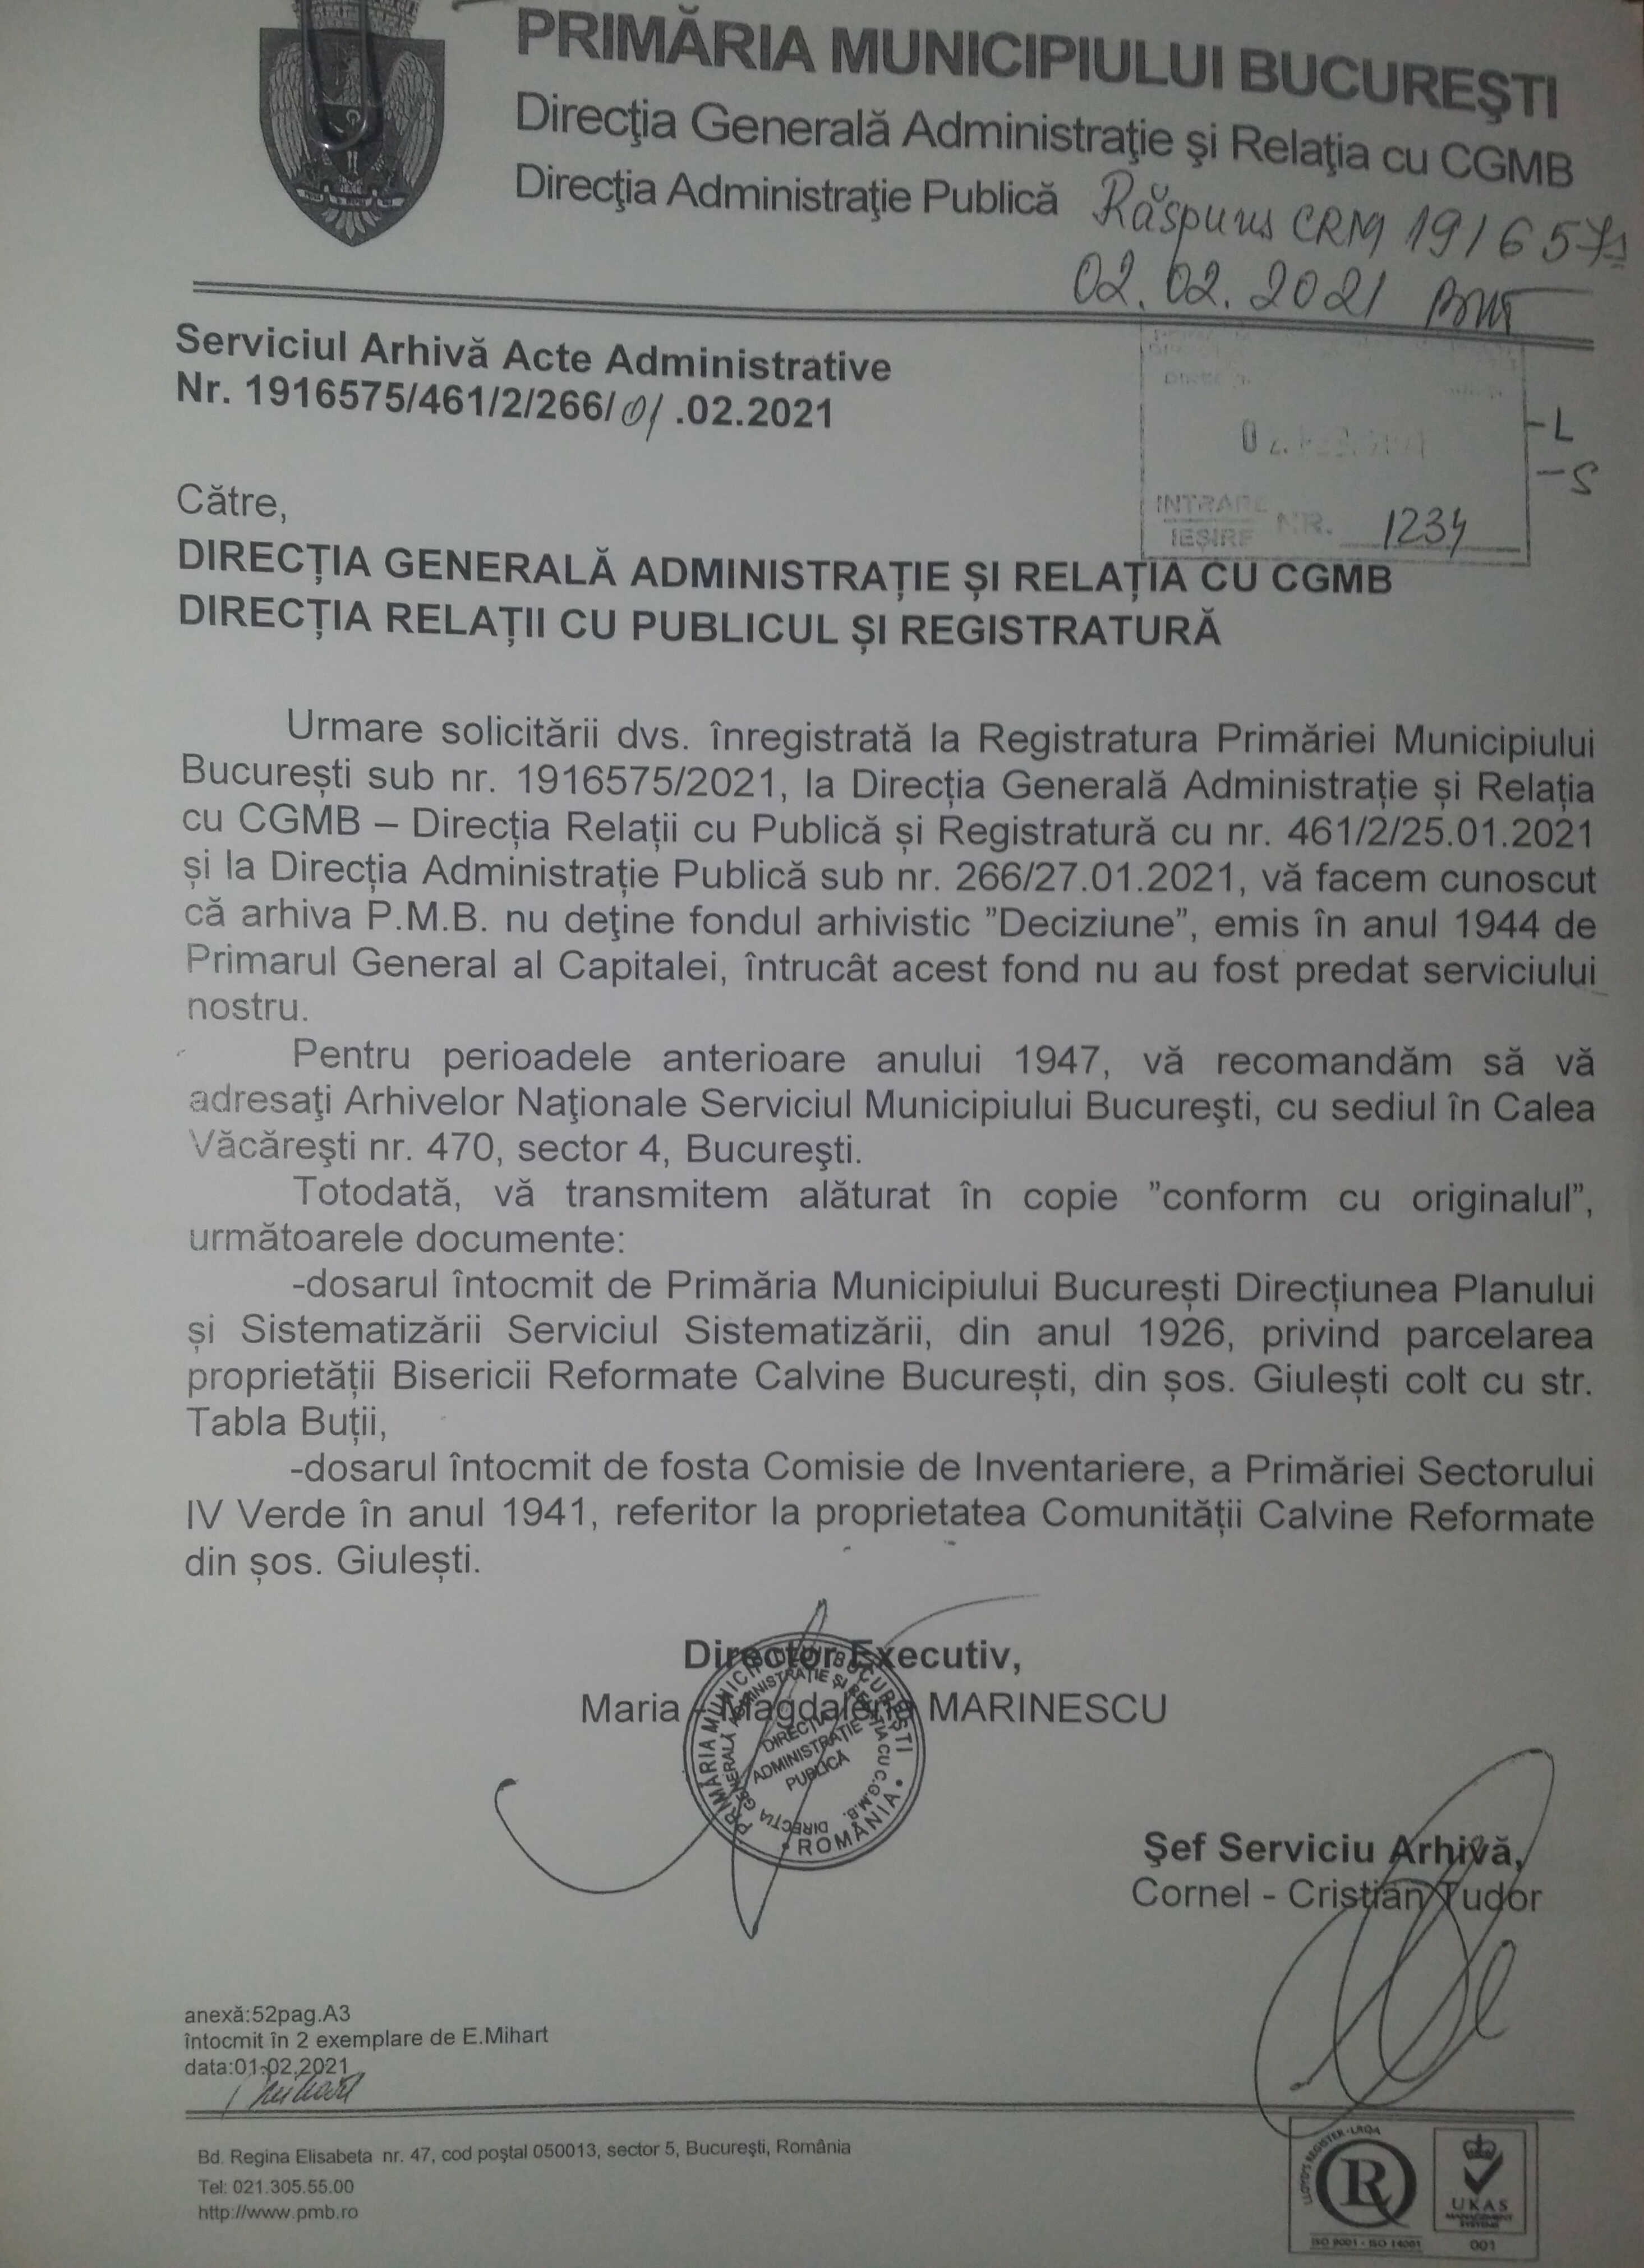 PRIMĂRIA MUNICIPIULUI BUCUREŞTI
Direcţia Generală Administraţie şi Relaţia cu CGMB
Direcţia Administraţie Publică
Răspuns CRM 1916575
02.02.2021
Serviciul Arhivă Acte Administrative
Nr. 1916575/461/2/266/01.02.2021
INTRARE
IEŞIRE NR. 1234
-L
-S
Către,
DIRECȚIA GENERALĂ ADMINISTRAȚIE ȘI RELAȚIA CU CGMB
DIRECȚIA RELAȚII CU PUBLICUL ȘI REGISTRATURĂ
Urmare solicitării dvs. înregistrată la Registratura Primăriei Municipiului
București sub nr. 1916575/2021, la Direcția Generală Administrație și Relația
cu CGMB – Direcția Relații cu Publică și Registratură cu nr. 461/2/25.01.2021
și la Direcția Administrație Publică sub nr. 266/27.01.2021, vă facem cunoscut
că arhiva P.M.B. nu deţine fondul arhivistic ”Deciziune”, emis în anul 1944 de
Primarul General al Capitalei, întrucât acest fond nu au fost predat serviciului
nostru.
Pentru perioadele anterioare anului 1947, vă recomandăm să vă
adresaţi Arhivelor Naţionale Serviciul Municipiului Bucureşti, cu sediul în Calea
Văcăreşti nr. 470, sector 4, Bucureşti.
Totodată, vă transmitem alăturat în copie ”conform cu originalul”,
următoarele documente:
-dosarul întocmit de Primăria Municipiului București Direcțiunea Planului
și Sistematizării Serviciul Sistematizării, din anul 1926, privind parcelarea
proprietății Bisericii Reformate Calvine București, din șos. Giulești colt cu str.
Tabla Buții,
-dosarul întocmit de fosta Comisie de Inventariere, a Primăriei Sectorului
IV Verde în anul 1941, referitor la proprietatea Comunității Calvine Reformate
din șos. Giulești.
Director Executiv,
Maria - Magdalena MARINESCU
PRIMĂRIA MUNICIPIULUI BUCUREŞTI
DIRECŢIA GENERALĂ ADMINISTRAŢIE ŞI RELAŢIA CU C.G.M.B.
DIRECŢIA
ADMINISTRAŢIE
PUBLICĂ
• ROMÂNIA •
Şef Serviciu Arhivă,
Cornel - Cristian Tudor
anexă:52pag.A3
întocmit în 2 exemplare de E.Mihart
data:01.02.2021
Bd. Regina Elisabeta nr. 47, cod poştal 050013, sector 5, Bucureşti, România
Tel: 021.305.55.00
http://www.pmb.ro
LLOYD'S REGISTER·LRQA
R
ISO 9001 · ISO 14001
UKAS
MANAGEMENT
SYSTEMS
001